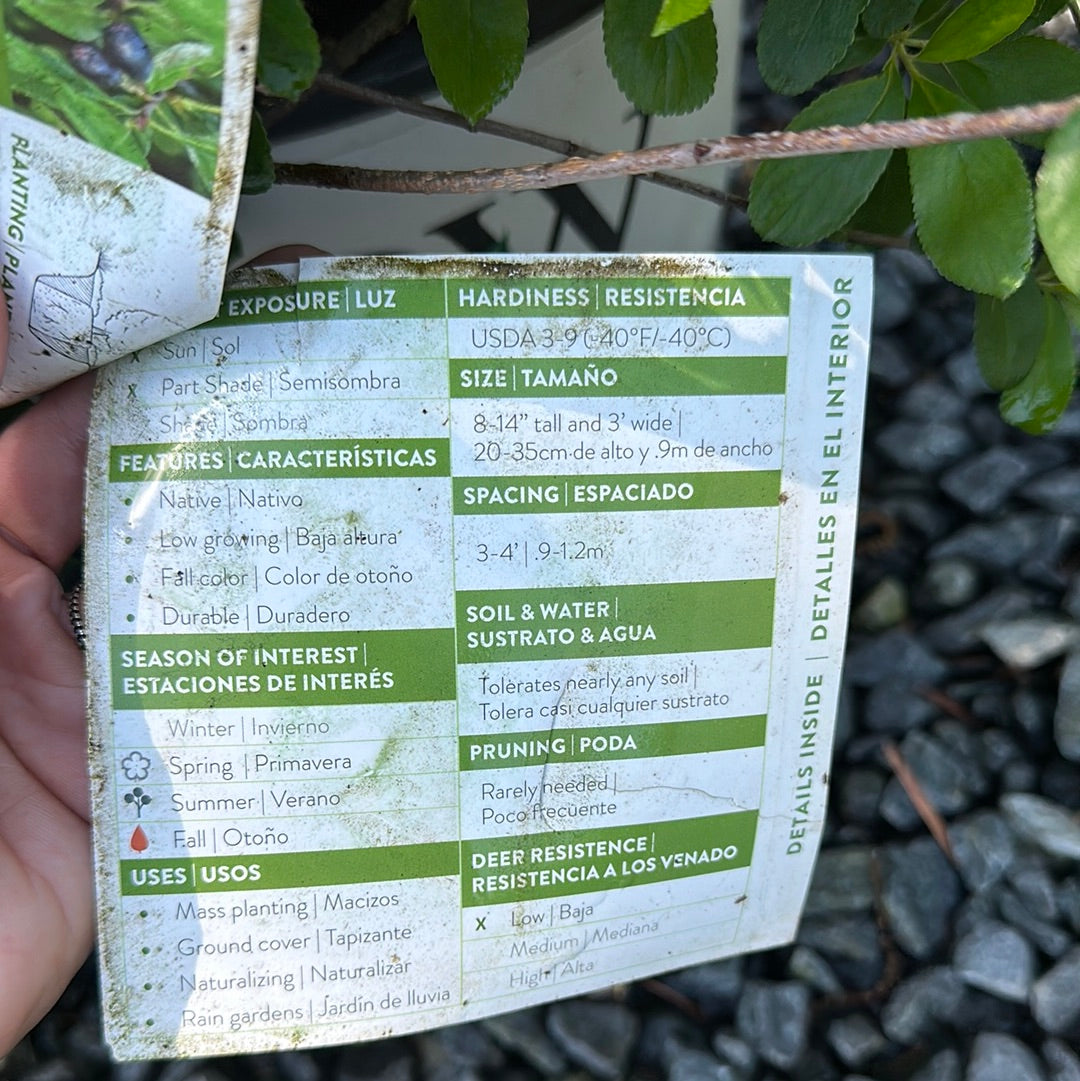 PLANTING | PLAN
EXPOSURE | LUZ
x Sun | Sol
x Part Shade | Semisombra
Shade | Sombra
FEATURES | CARACTERÍSTICAS
• Native | Nativo
• Low growing | Baja altura
• Fall color | Color de otoño
• Durable | Duradero
SEASON OF INTEREST |
ESTACIONES DE INTERÉS
Winter | Invierno
Spring | Primavera
Summer | Verano
Fall | Otoño
USES | USOS
• Mass planting | Macizos
• Ground cover | Tapizante
• Naturalizing | Naturalizar
• Rain gardens | Jardín de lluvia
HARDINESS | RESISTENCIA
USDA 3-9 (-40°F/-40°C)
SIZE | TAMAÑO
8-14” tall and 3’ wide |
20-35cm de alto y .9m de ancho
SPACING | ESPACIADO
3-4’ | .9-1.2m
SOIL & WATER |
SUSTRATO & AGUA
Tolerates nearly any soil |
Tolera casi cualquier sustrato
PRUNING | PODA
Rarely needed |
Poco frecuente
DEER RESISTENCE |
RESISTENCIA A LOS VENADO
x Low | Baja
Medium | Mediana
High | Alta
DETAILS INSIDE | DETALLES EN EL INTERIOR